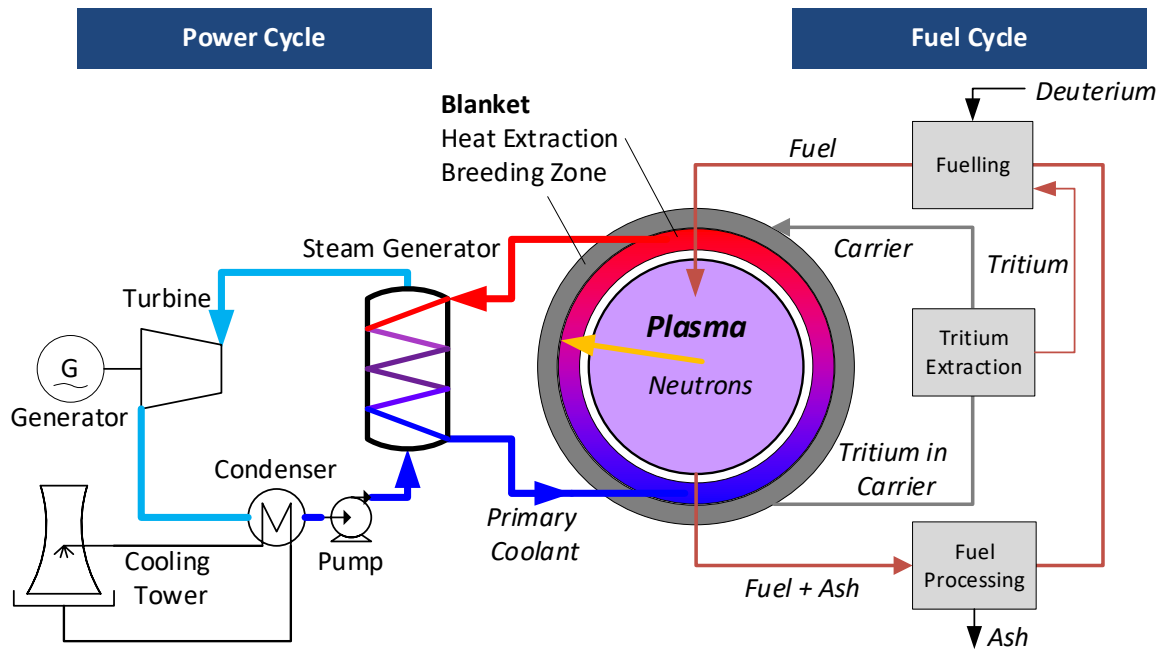 Power Cycle
Fuel Cycle
Deuterium
Blanket
Heat Extraction
Breeding Zone
Fuel
Fuelling
Steam Generator
Carrier
Tritium
Turbine
Plasma
Neutrons
Tritium
Extraction
G
Generator
Tritium in
Carrier
Condenser
Primary
Coolant
Pump
Cooling
Tower
Fuel + Ash
Fuel
Processing
Ash